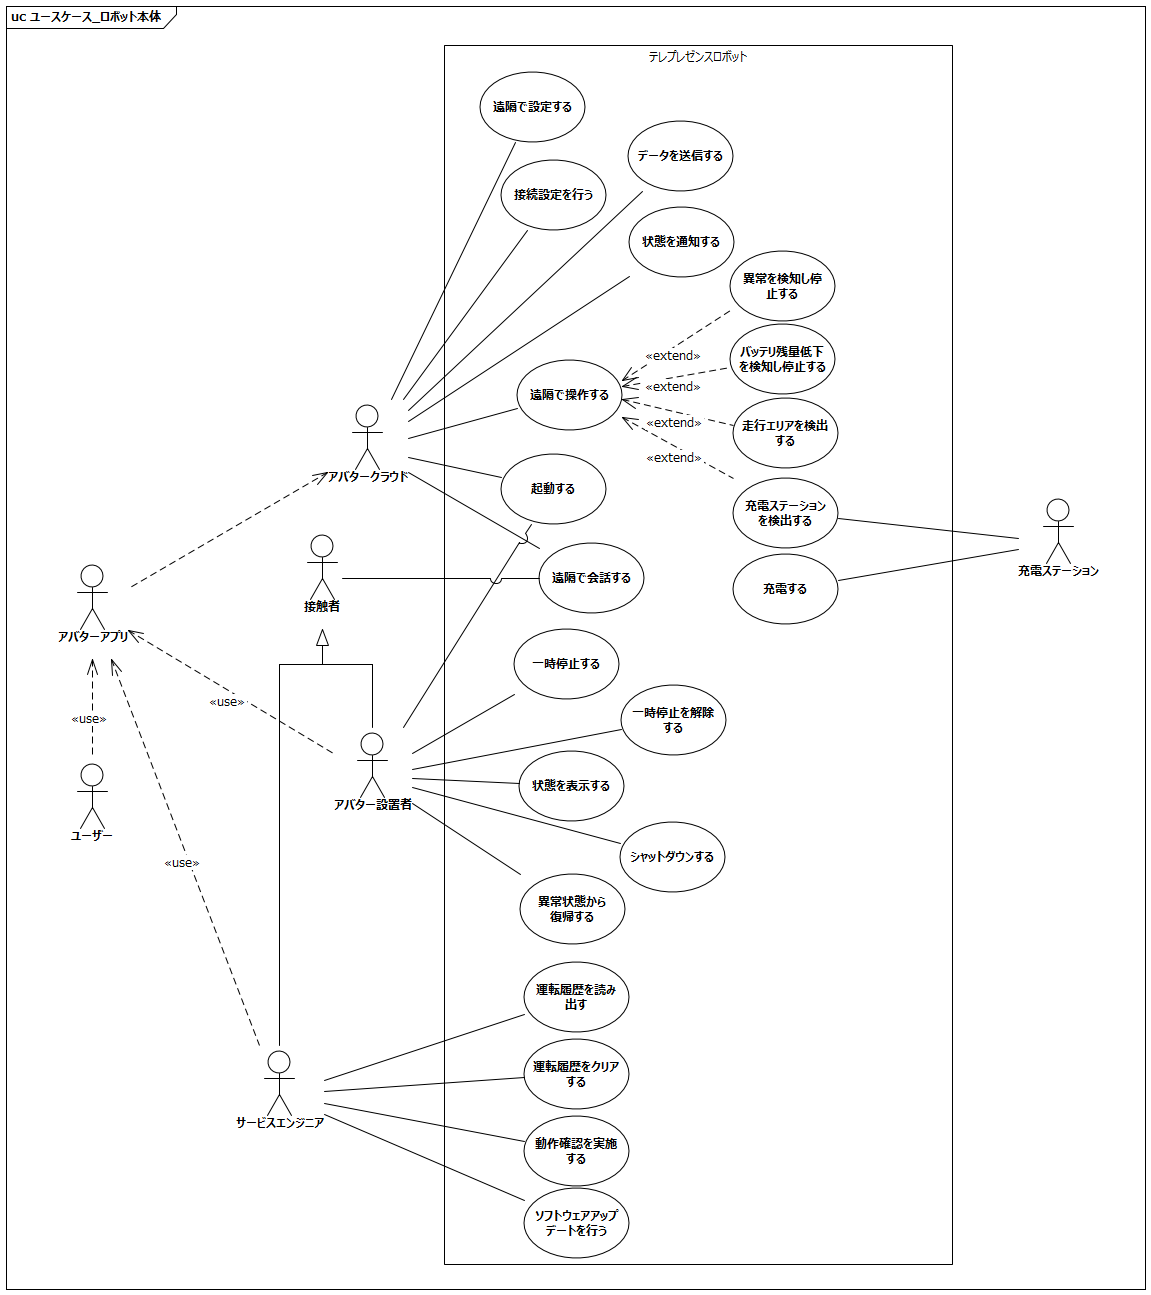 uc ユースケース_ロボット本体
テレプレゼンスロボット
遠隔で設定する
データを送信する
接続設定を行う
状態を通知する
異常を検知し停
止する
«extend»
バッテリ残量低下
を検知し停止する
«extend»
遠隔で操作する
«extend»
走行エリアを検出
する
«extend»
アバタークラウド
起動する
充電ステーション
を検出する
充電ステーション
遠隔で会話する
充電する
接触者
アバターアプリ
一時停止する
«use»
«use»
一時停止を解除
する
状態を表示する
アバター設置者
ユーザー
«use»
シャットダウンする
異常状態から
復帰する
運転履歴を読み
出す
運転履歴をクリア
する
サービスエンジニア
動作確認を実施
する
ソフトウェアアップ
デートを行う